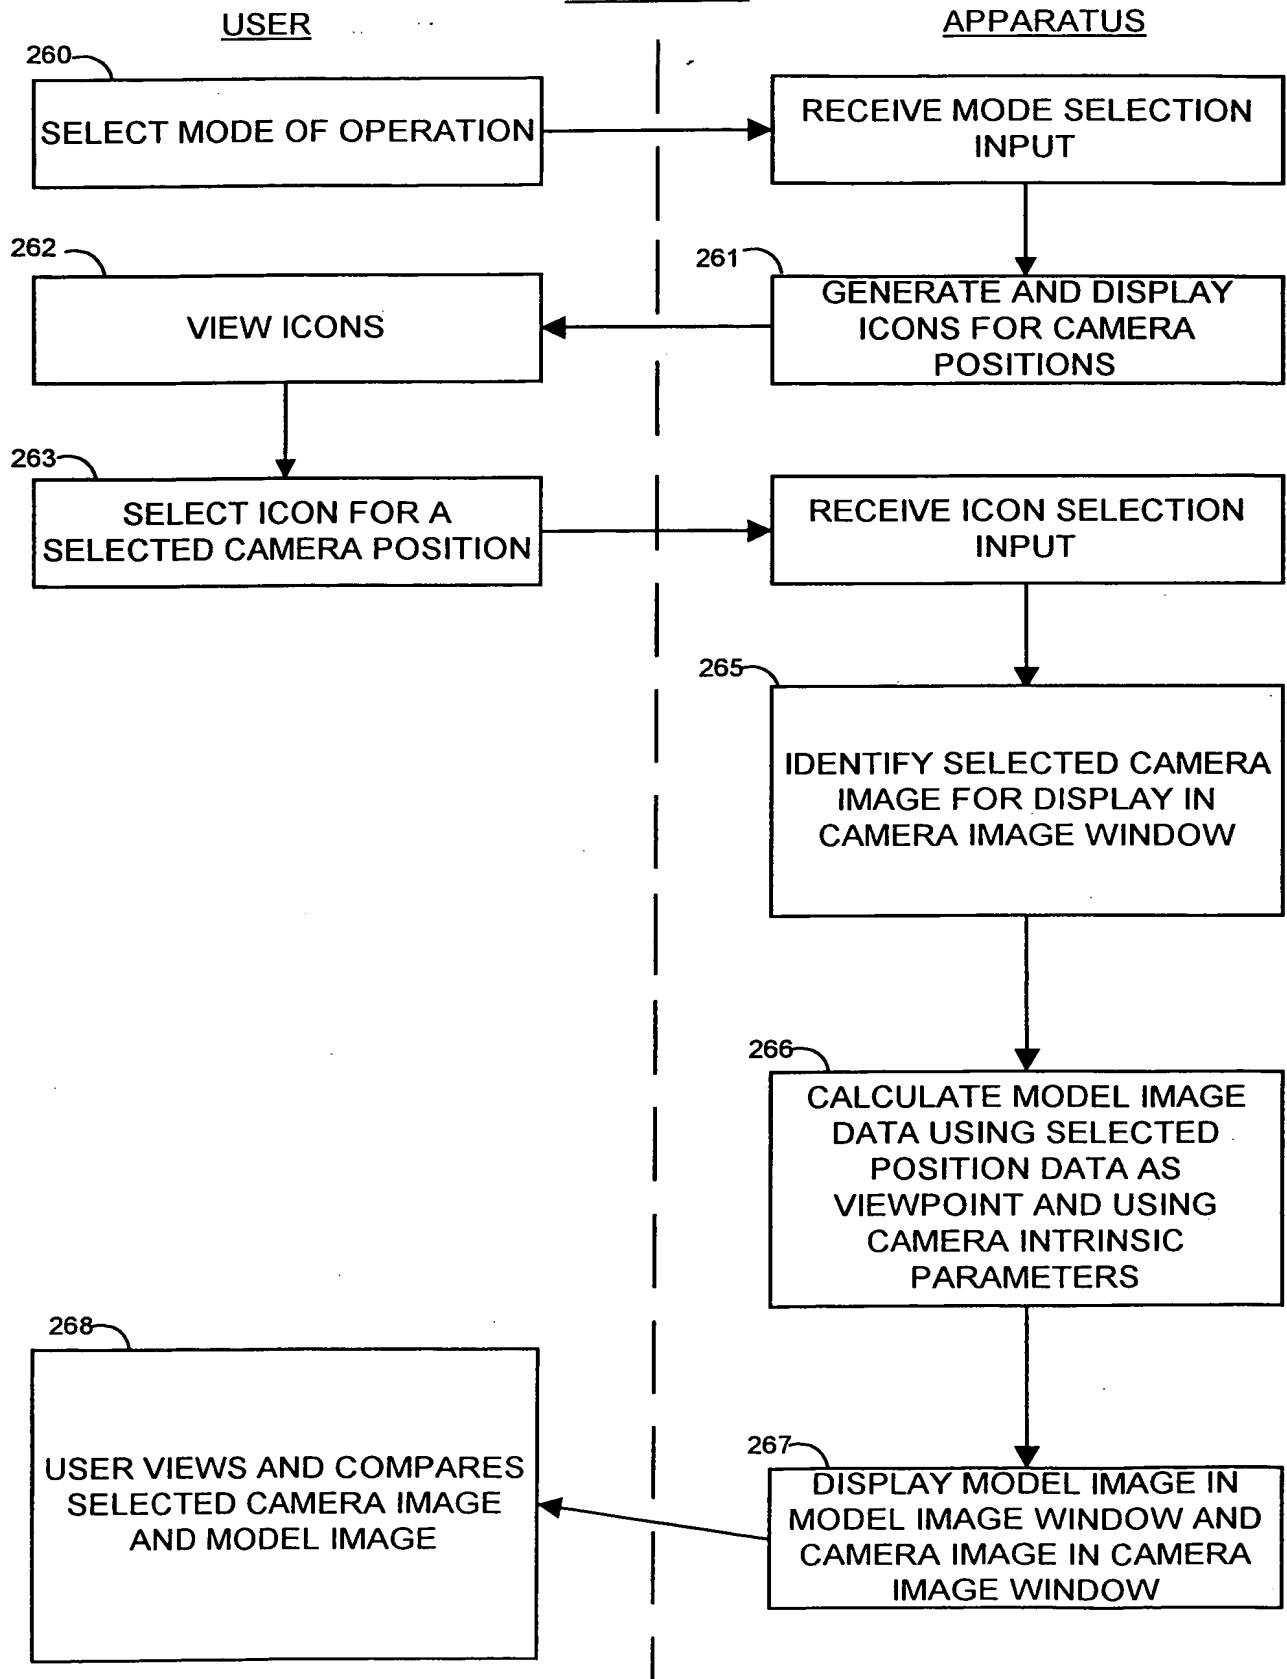 USER
APPARATUS
260
SELECT MODE OF OPERATION
RECEIVE MODE SELECTION
INPUT
262
VIEW ICONS
261
GENERATE AND DISPLAY
ICONS FOR CAMERA
POSITIONS
263
SELECT ICON FOR A
SELECTED CAMERA POSITION
RECEIVE ICON SELECTION
INPUT
265
IDENTIFY SELECTED CAMERA
IMAGE FOR DISPLAY IN
CAMERA IMAGE WINDOW
266
CALCULATE MODEL IMAGE
DATA USING SELECTED
POSITION DATA AS
VIEWPOINT AND USING
CAMERA INTRINSIC
PARAMETERS
268
USER VIEWS AND COMPARES
SELECTED CAMERA IMAGE
AND MODEL IMAGE
267
DISPLAY MODEL IMAGE IN
MODEL IMAGE WINDOW AND
CAMERA IMAGE IN CAMERA
IMAGE WINDOW